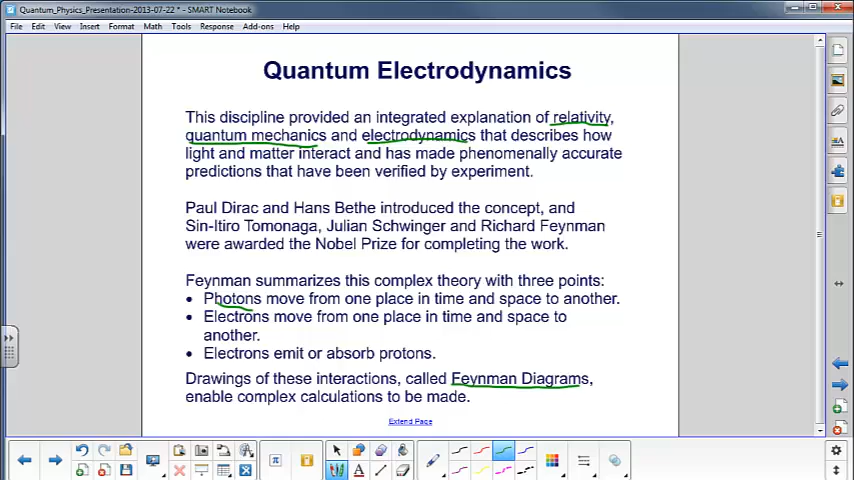 Quantum_Physics_Presentation-2013-07-22 * - SMART Notebook
File Edit View Insert Format Math Tools Response Add-ons Help
Quantum Electrodynamics
This discipline provided an integrated explanation of relativity,
quantum mechanics and electrodynamics that describes how
light and matter interact and has made phenomenally accurate
predictions that have been verified by experiment.
Paul Dirac and Hans Bethe introduced the concept, and
Sin-Itiro Tomonaga, Julian Schwinger and Richard Feynman
were awarded the Nobel Prize for completing the work.
Feynman summarizes this complex theory with three points:
• Photons move from one place in time and space to another.
• Electrons move from one place in time and space to
another.
• Electrons emit or absorb protons.
Drawings of these interactions, called Feynman Diagrams,
enable complex calculations to be made.
Extend Page